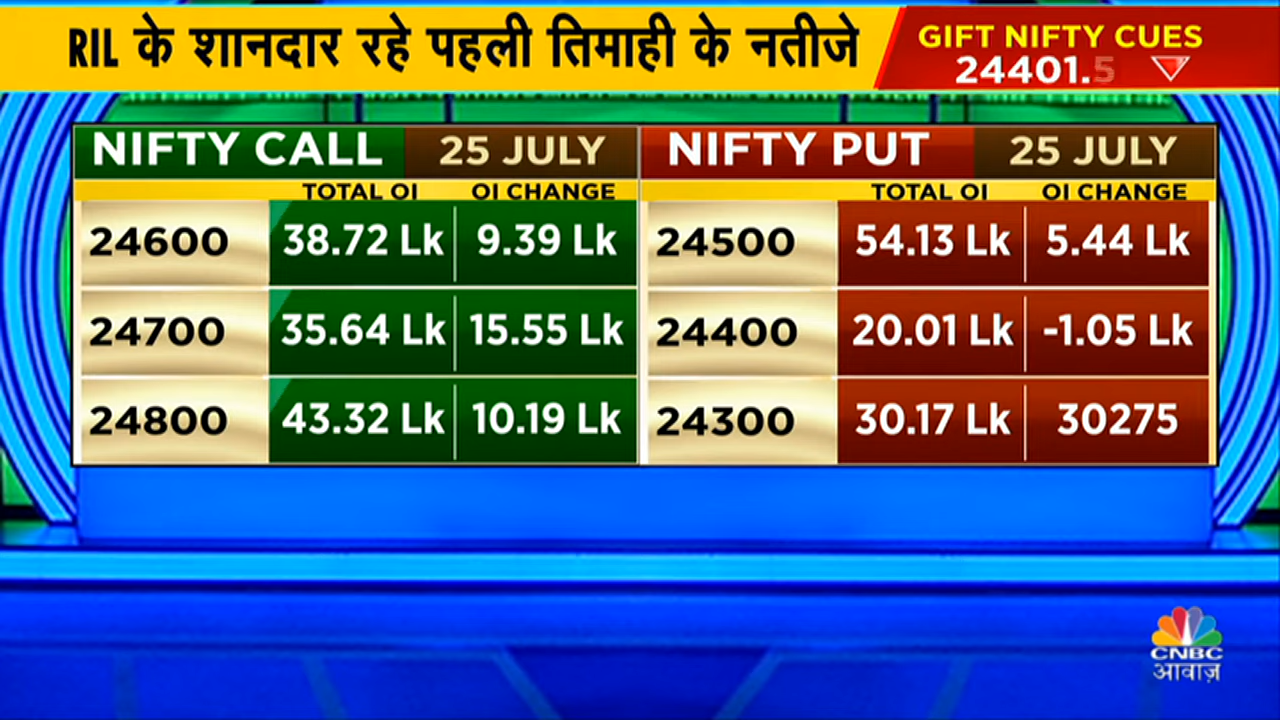 RIL के शानदार रहे पहली तिमाही के नतीजे
GIFT NIFTY CUES
24401.5
NIFTY CALL 25 JULY
TOTAL OI OI CHANGE
24600 38.72 Lk 9.39 Lk
24700 35.64 Lk 15.55 Lk
24800 43.32 Lk 10.19 Lk
NIFTY PUT 25 JULY
TOTAL OI OI CHANGE
24500 54.13 Lk 5.44 Lk
24400 20.01 Lk -1.05 Lk
24300 30.17 Lk 30275
CNBC
आवाज़